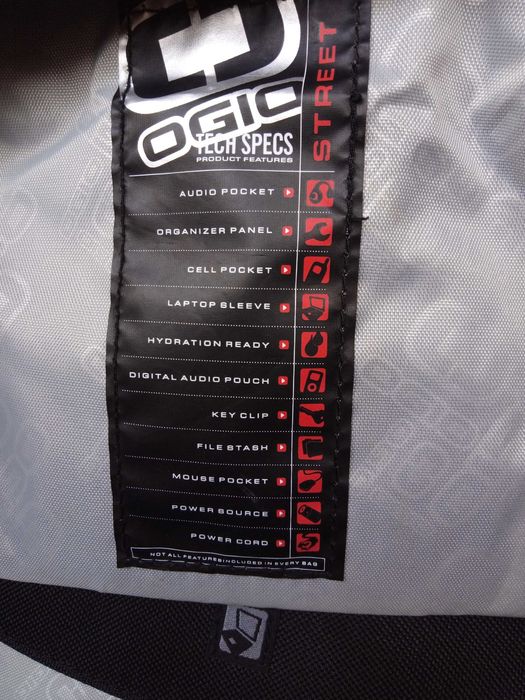 OGIO
STREET
TECH SPECS
PRODUCT FEATURES
AUDIO POCKET
ORGANIZER PANEL
CELL POCKET
LAPTOP SLEEVE
HYDRATION READY
DIGITAL AUDIO POUCH
KEY CLIP
FILE STASH
MOUSE POCKET
POWER SOURCE
POWER CORD
NOT ALL FEATURES INCLUDED IN EVERY BAG